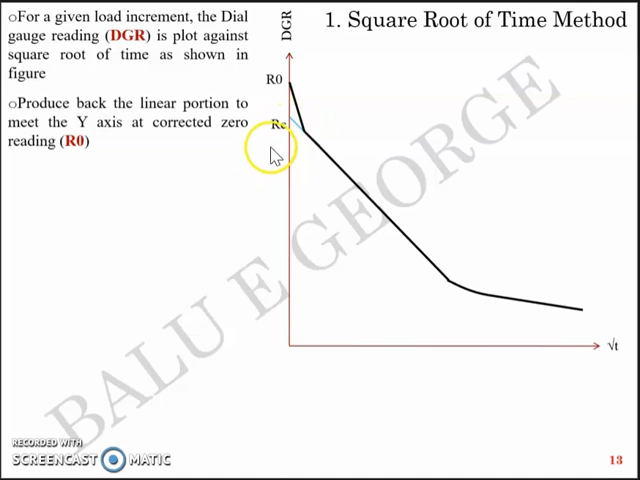 1. Square Root of Time Method
○For a given load increment, the Dial
gauge reading (DGR) is plot against
square root of time as shown in
figure
○Produce back the linear portion to
meet the Y axis at corrected zero
reading (R0)
DGR
R0
Rc
√t
BALU E GEORGE
RECORDED WITH
SCREENCAST MATIC
13